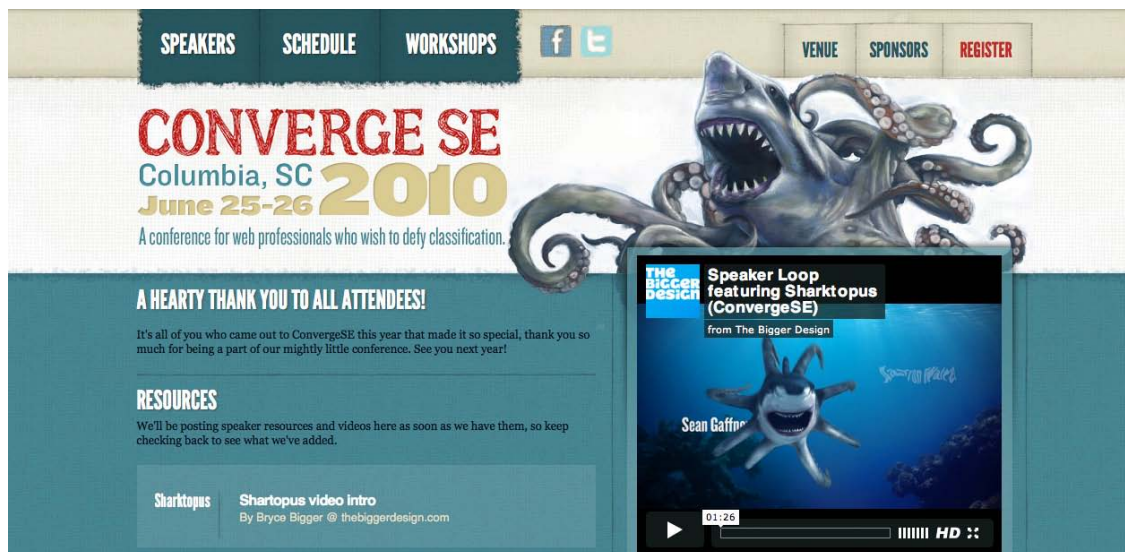 SPEAKERS
SCHEDULE
WORKSHOPS
f
t
VENUE
SPONSORS
REGISTER
CONVERGE SE
Columbia, SC
June 25-26
2010
A conference for web professionals who wish to defy classification.
A HEARTY THANK YOU TO ALL ATTENDEES!
It's all of you who came out to ConvergeSE this year that made it so special, thank you so
much for being a part of our mightly little conference. See you next year!
RESOURCES
We'll be posting speaker resources and videos here as soon as we have them, so keep
checking back to see what we've added.
Sharktopus
Shartopus video intro
By Bryce Bigger @ thebiggerdesign.com
THE
BIGGER
DESIGN
Speaker Loop
featuring Sharktopus
(ConvergeSE)
from The Bigger Design
Sean
01:26
HD